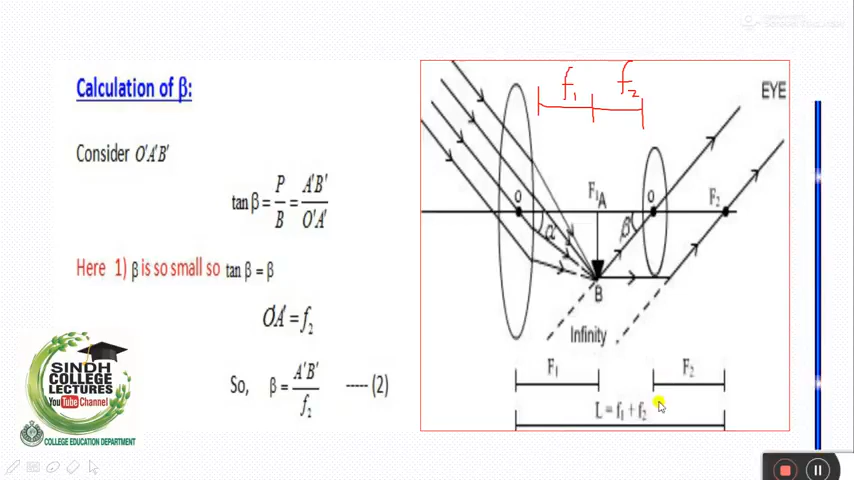 Calculation of β:
Consider O'A'B'
tan β = P/B = A'B'/O'A'
Here 1) β is so small so tan β = β
O'A' = f₂
So, β = A'B'/f₂ ----- (2)
f₁ f₂
EYE
O F₁ A O F₂
α β
B
Infinity
F₁ F₂
L = f₁ + f₂
SINDH
COLLEGE
LECTURES
YouTube Channel
COLLEGE EDUCATION DEPARTMENT